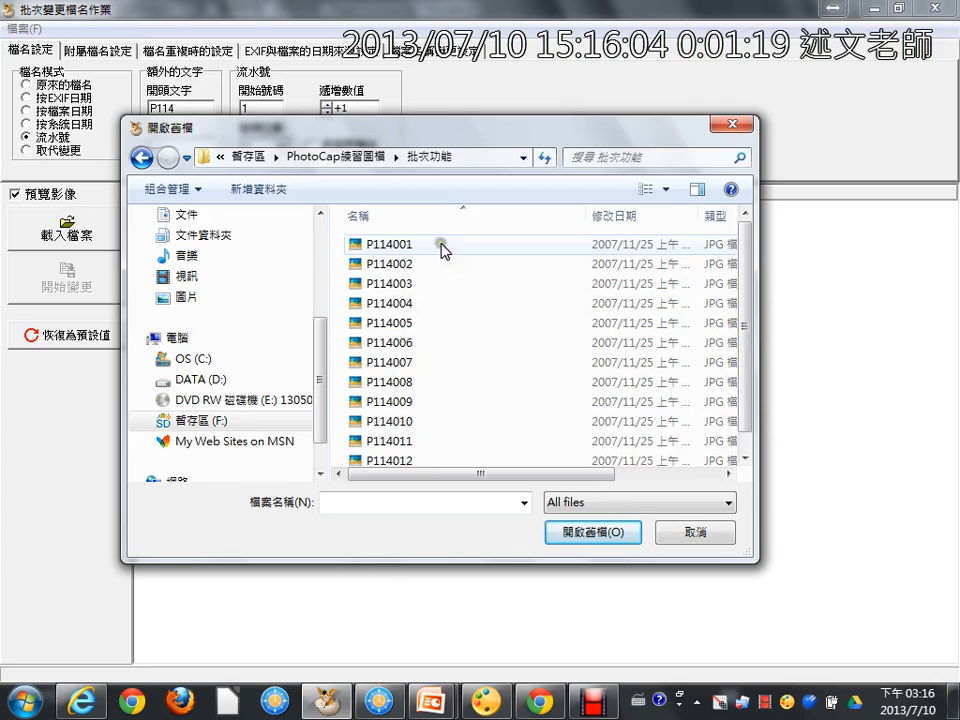 批次變更檔名作業
檔案(F)
2013/07/10 15:16:04 0:01:19 述文老師
檔名設定
附屬檔名設定
檔名重複時的設定
檔名模式
額外的文字
流水號
原來的檔名
開頭文字
開始號碼
遞增數值
按EXIF日期
P114
1
+1
按檔案日期
按系統日期
流水號
取代變更
預覽影像
載入檔案
開始變更
恢復為預設值
開啟舊檔
« 暫存區 PhotoCap練習圖檔 批次功能
搜尋 批次功能
組合管理
新增資料夾
文件
文件資料夾
音樂
視訊
圖片
電腦
OS (C:)
DATA (D:)
DVD RW 磁碟機 (E:) 13050
暫存區 (F:)
My Web Sites on MSN
名稱 修改日期 類型
P114001 2007/11/25 上午 ... JPG 檔
P114002 2007/11/25 上午 ... JPG 檔
P114003 2007/11/25 上午 ... JPG 檔
P114004 2007/11/25 上午 ... JPG 檔
P114005 2007/11/25 上午 ... JPG 檔
P114006 2007/11/25 上午 ... JPG 檔
P114007 2007/11/25 上午 ... JPG 檔
P114008 2007/11/25 上午 ... JPG 檔
P114009 2007/11/25 上午 ... JPG 檔
P114010 2007/11/25 上午 ... JPG 檔
P114011 2007/11/25 上午 ... JPG 檔
P114012 2007/11/25 上午 ... JPG 檔
檔案名稱(N):
All files
開啟舊檔(O)
取消
下午 03:16
2013/7/10